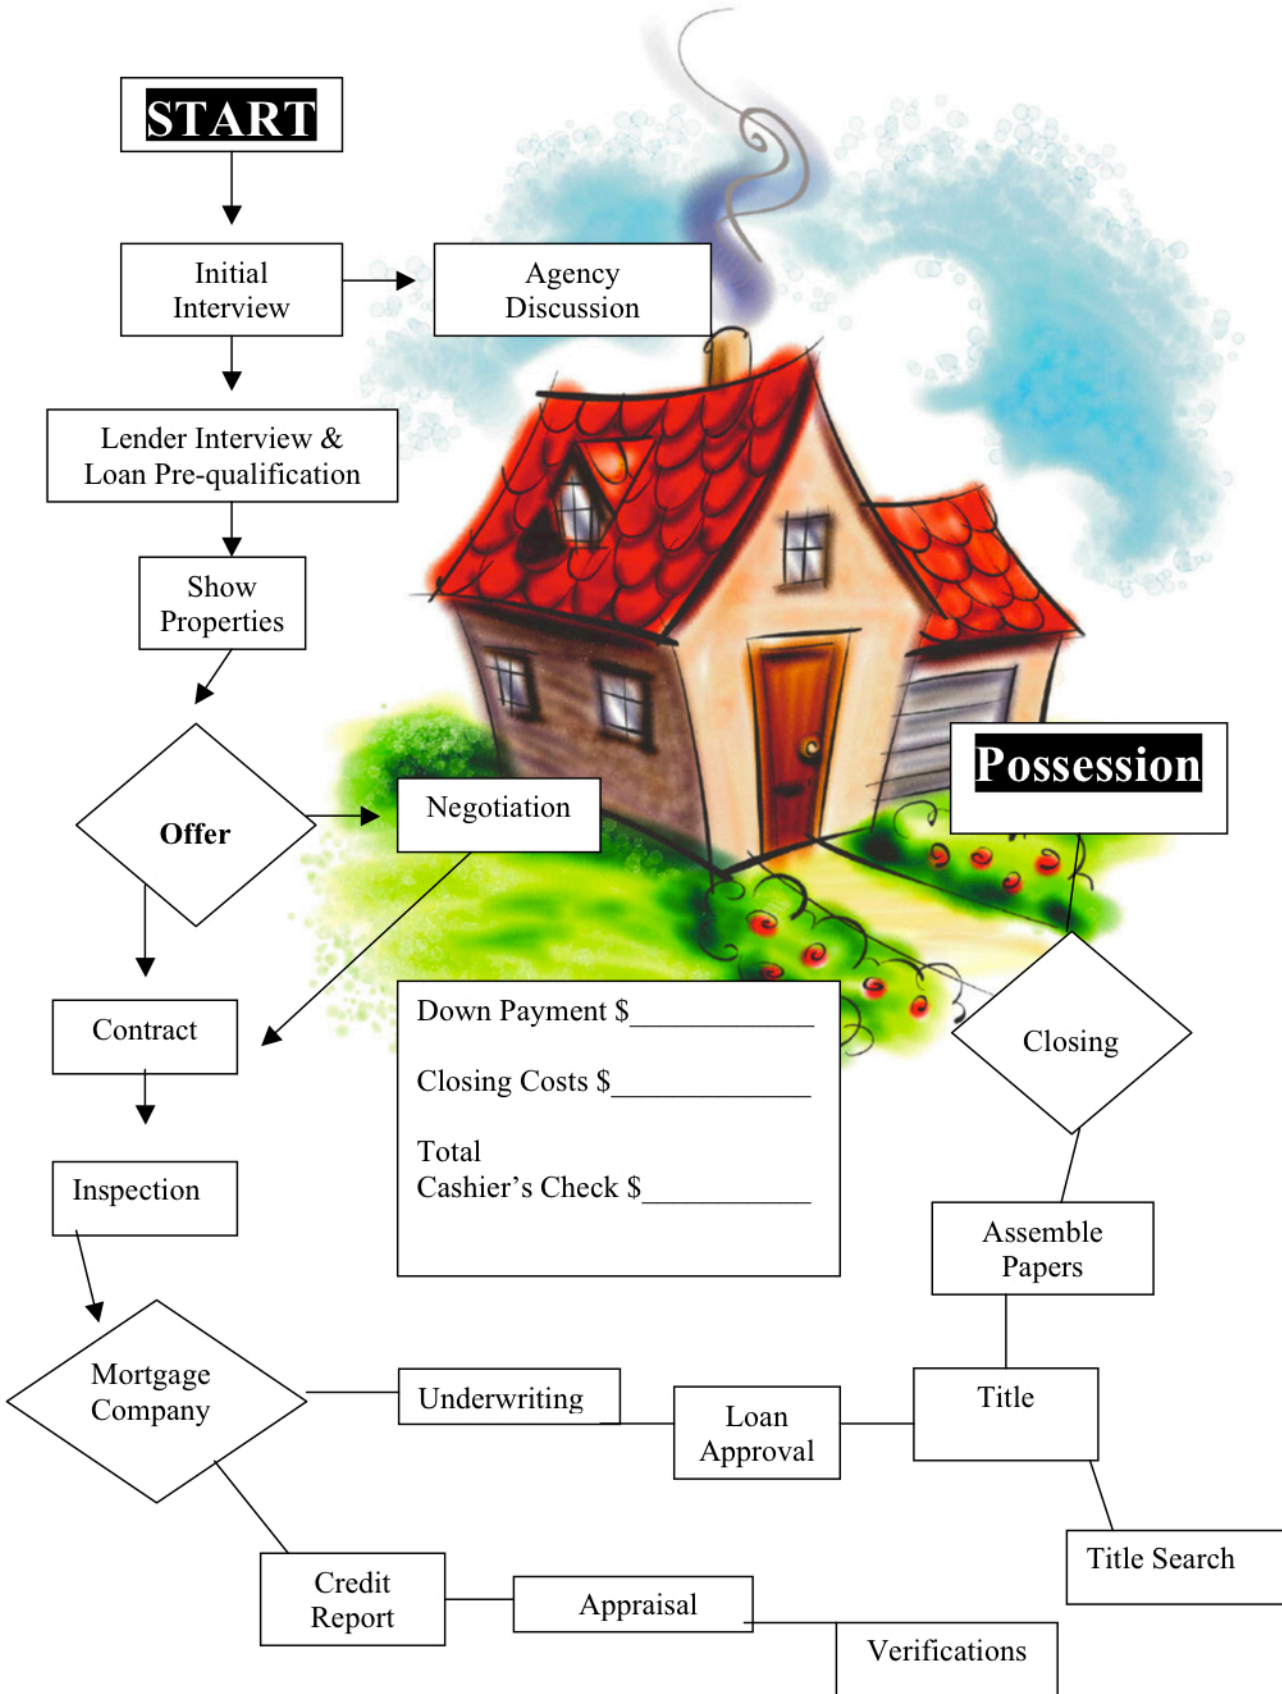 START
Initial
Interview
Agency
Discussion
Lender Interview &
Loan Pre-qualification
Show
Properties
Offer
Negotiation
Possession
Contract
Down Payment $____________
Closing Costs $_____________
Total
Cashier’s Check $___________
Closing
Inspection
Assemble
Papers
Mortgage
Company
Underwriting
Loan
Approval
Title
Title Search
Credit
Report
Appraisal
Verifications